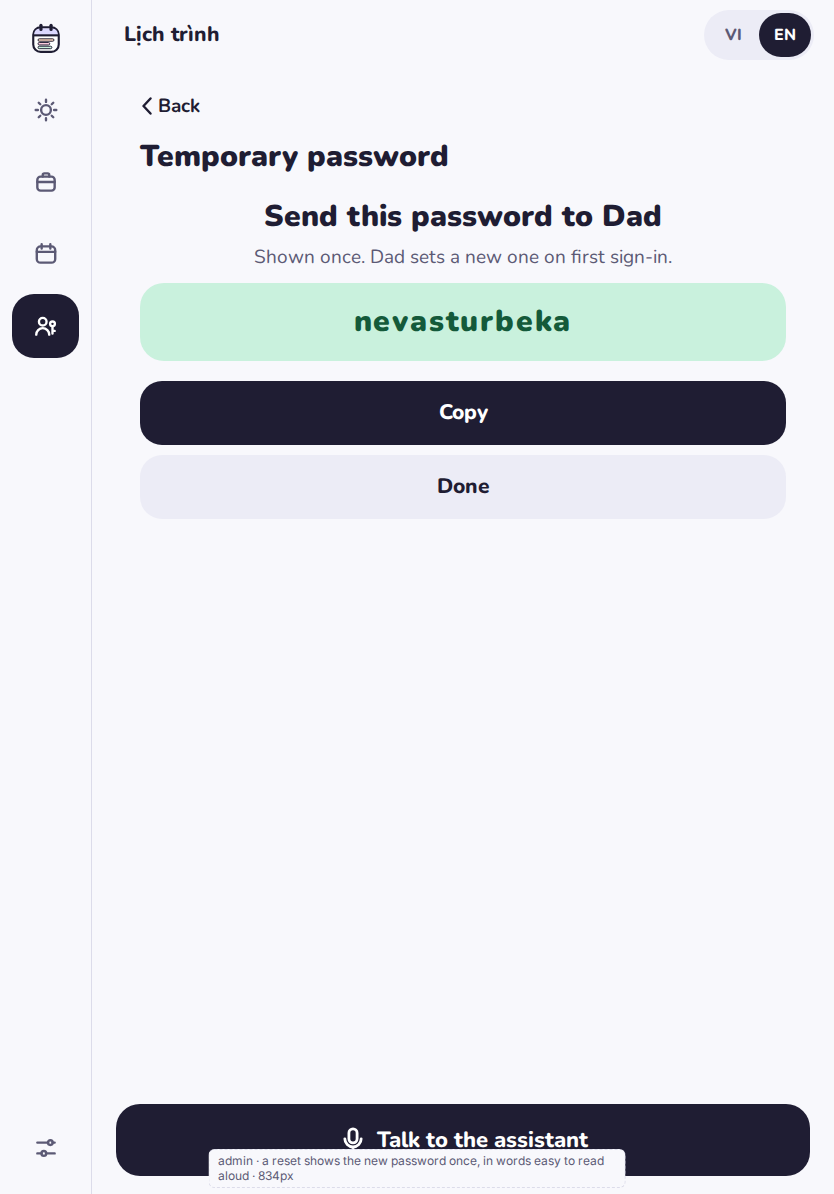 Lịch trình
VI EN
Back
Temporary password
Send this password to Dad
Shown once. Dad sets a new one on first sign-in.
nevasturbeka
Copy
Done
Talk to the assistant
admin · a reset shows the new password once, in words easy to read
aloud · 834px